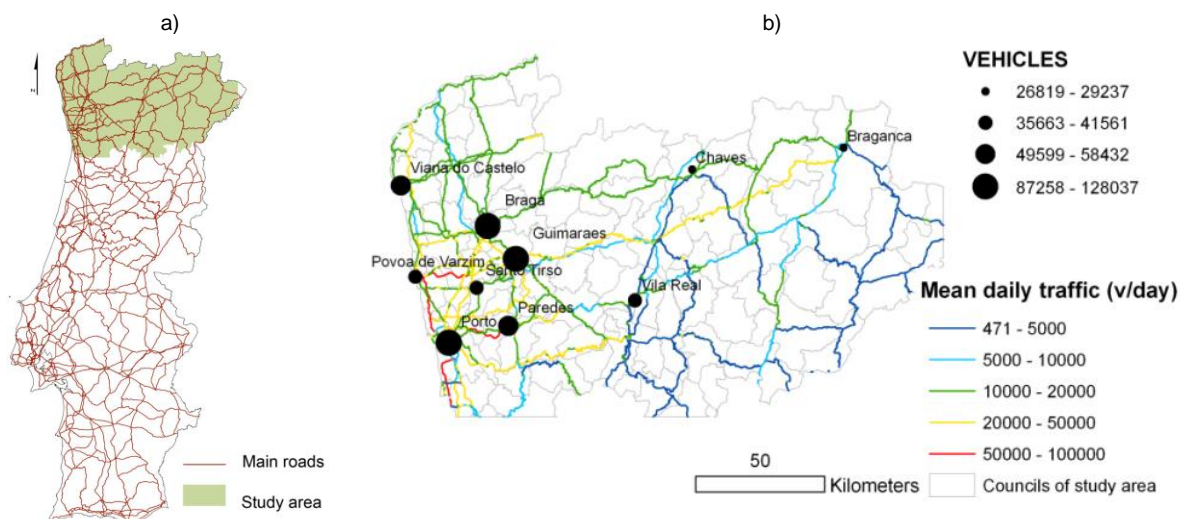 a)
b)
N
Main roads
Study area
VEHICLES
26819 - 29237
35663 - 41561
49599 - 58432
87258 - 128037
Braganca
Chaves
Viana do Castelo
Braga
Guimaraes
Povoa de Varzim
Santo Tirso
Vila Real
Paredes
Porto
Mean daily traffic (v/day)
471 - 5000
5000 - 10000
10000 - 20000
20000 - 50000
50000 - 100000
Councils of study area
50
Kilometers